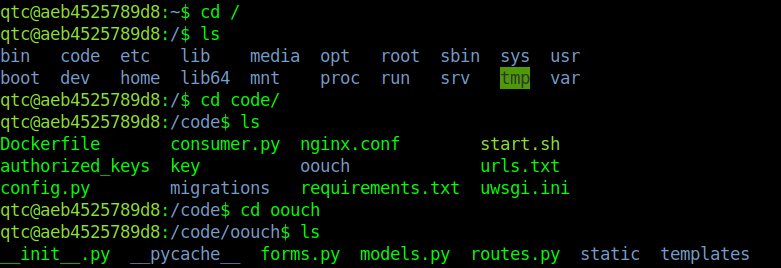 qtc@aeb4525789d8:~$ cd /
qtc@aeb4525789d8:/$ ls
bin   code  etc   lib    media  opt   root  sbin  sys  usr
boot  dev   home  lib64  mnt    proc  run   srv   tmp  var
qtc@aeb4525789d8:/$ cd code/
qtc@aeb4525789d8:/code$ ls
Dockerfile       consumer.py  nginx.conf        start.sh
authorized_keys  key          oouch             urls.txt
config.py        migrations   requirements.txt  uwsgi.ini
qtc@aeb4525789d8:/code$ cd oouch
qtc@aeb4525789d8:/code/oouch$ ls
__init__.py  __pycache__  forms.py  models.py  routes.py  static  templates